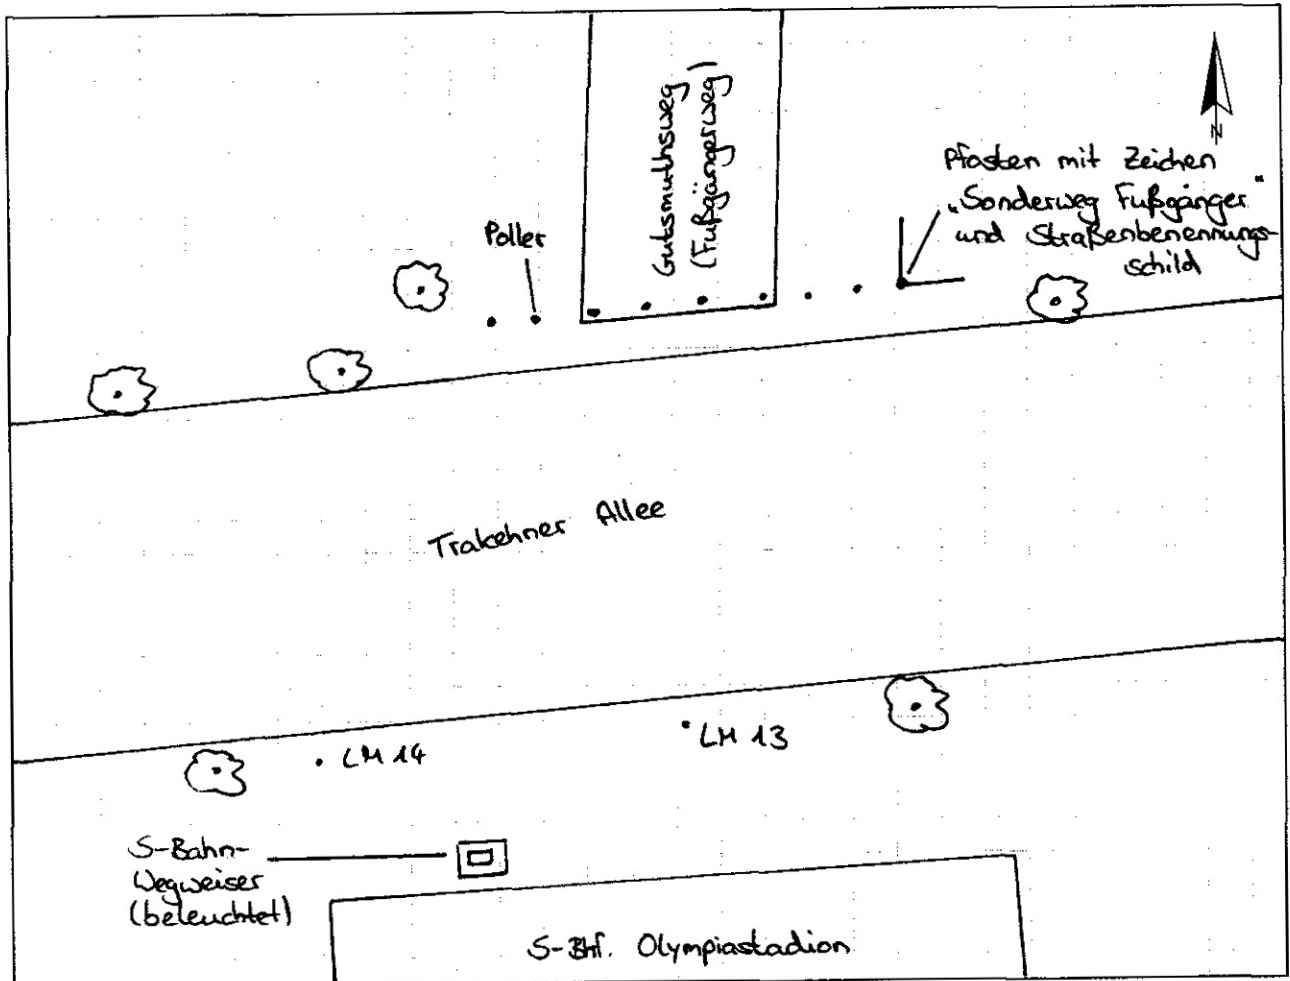 Gutsmuthsweg
(Fußgängerweg)
N
Pfosten mit Zeichen
„Sonderweg Fußgänger“
und Straßenbenennungs-
schild
Poller
Trakehner Allee
LM 14
LM 13
S-Bahn-
Wegweiser
(beleuchtet)
S-Bhf. Olympiastadion